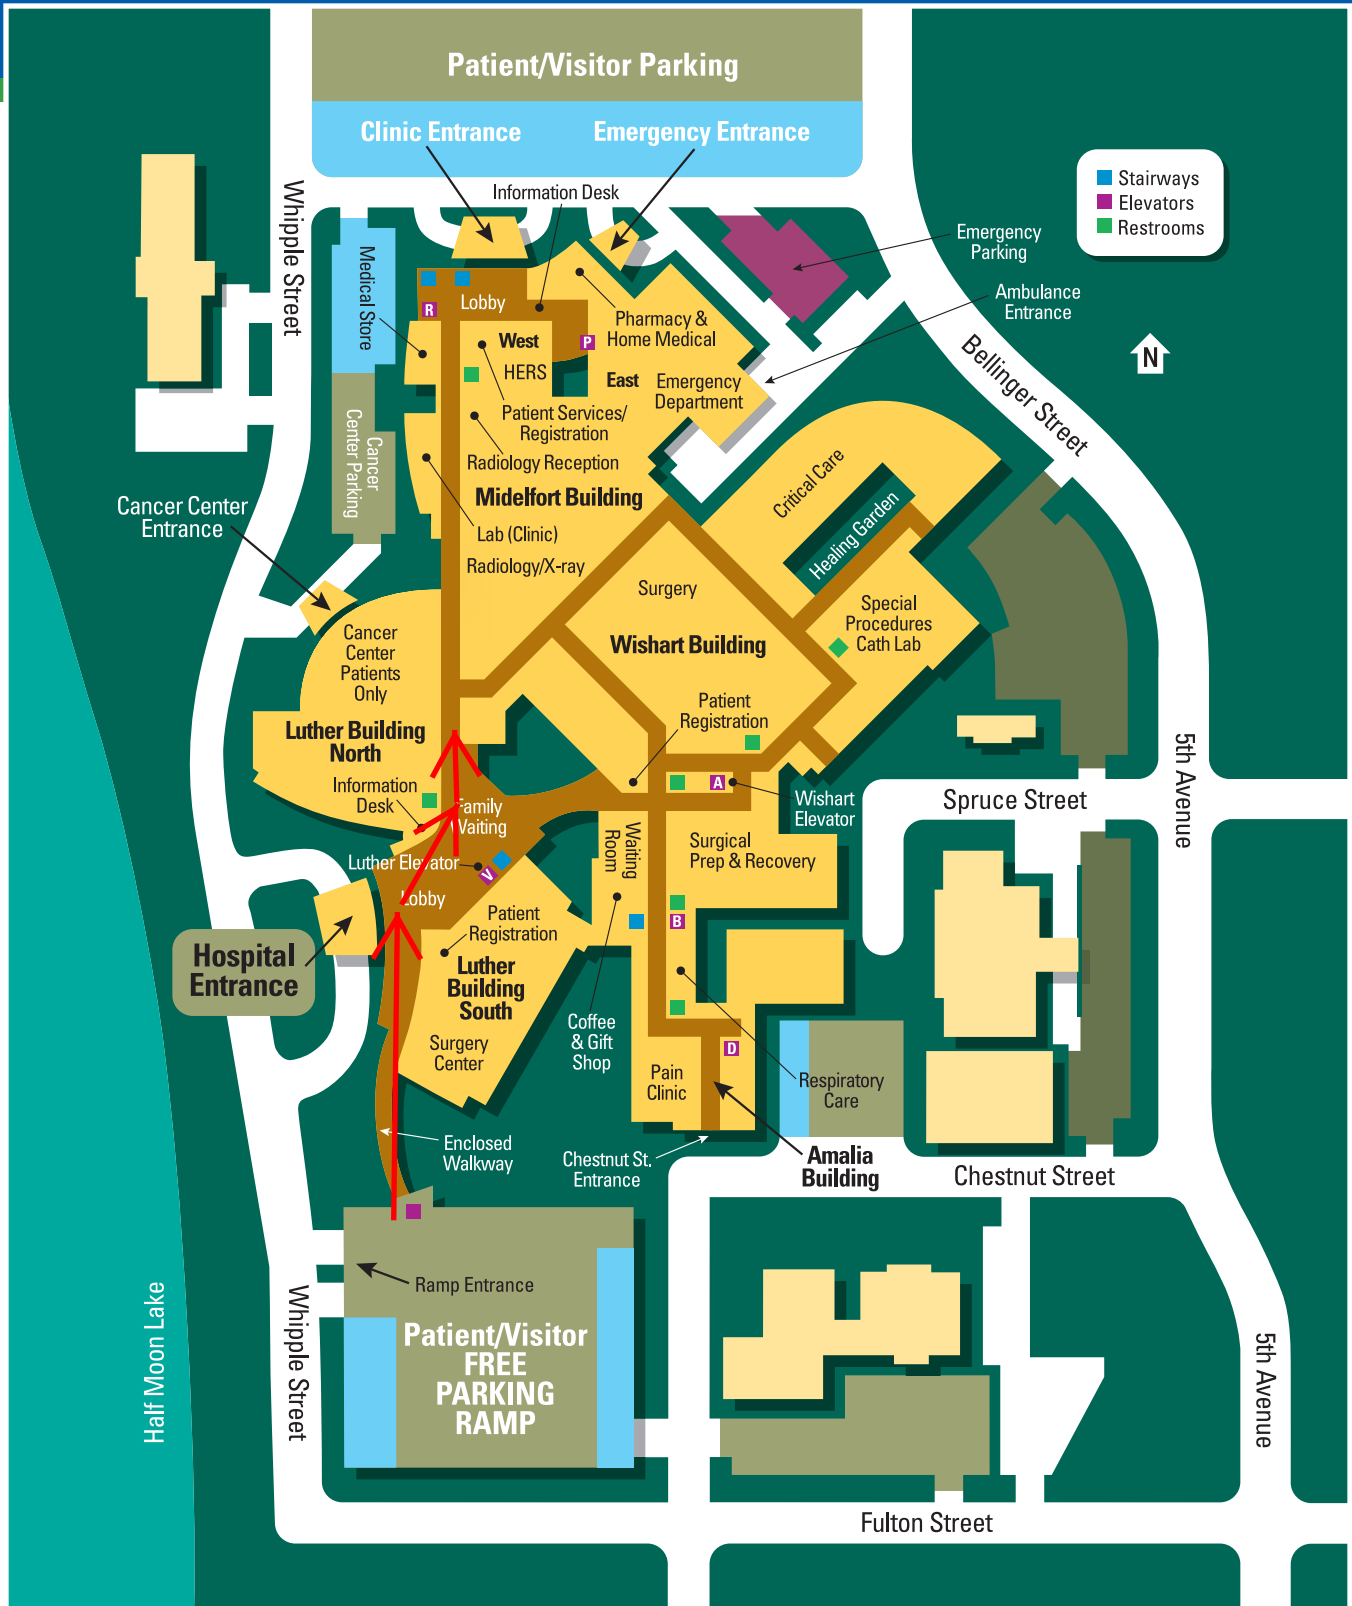 Patient/Visitor Parking
Clinic Entrance
Emergency Entrance
Information Desk
Stairways
Elevators
Restrooms
Whipple Street
Medical Store
Emergency
Parking
Ambulance
Entrance
R
Lobby
P
Pharmacy &
Home Medical
West
HERS
East
Emergency
Department
N
Bellinger Street
Patient Services/
Registration
Radiology Reception
Cancer
Center Parking
Midelfort Building
Critical Care
Healing Garden
Cancer Center
Entrance
Lab (Clinic)
Radiology/X-ray
Surgery
Special
Procedures
Cath Lab
Cancer
Center
Patients
Only
Wishart Building
Patient
Registration
Luther Building
North
Information
Desk
Family
Waiting
A
Wishart
Elevator
Spruce Street
5th Avenue
Waiting
Room
Surgical
Prep & Recovery
Luther Elevator
V
Lobby
Patient
Registration
B
Hospital
Entrance
Luther
Building
South
Surgery
Center
Coffee
& Gift
Shop
D
Pain
Clinic
Respiratory
Care
Enclosed
Walkway
Chestnut St.
Entrance
Amalia
Building
Chestnut Street
Ramp Entrance
Patient/Visitor
FREE
PARKING
RAMP
Half Moon Lake
Whipple Street
5th Avenue
Fulton Street